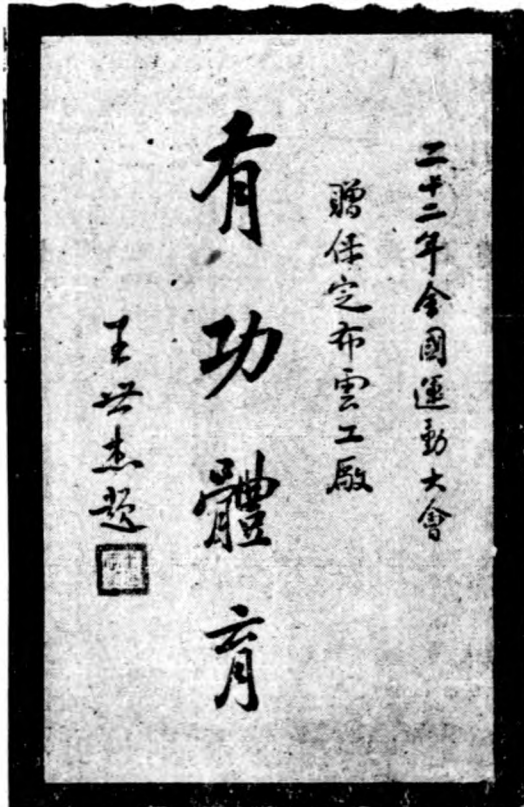 二十二年全國運動大會
贈保定布雲工廠
有功體育
王世杰題